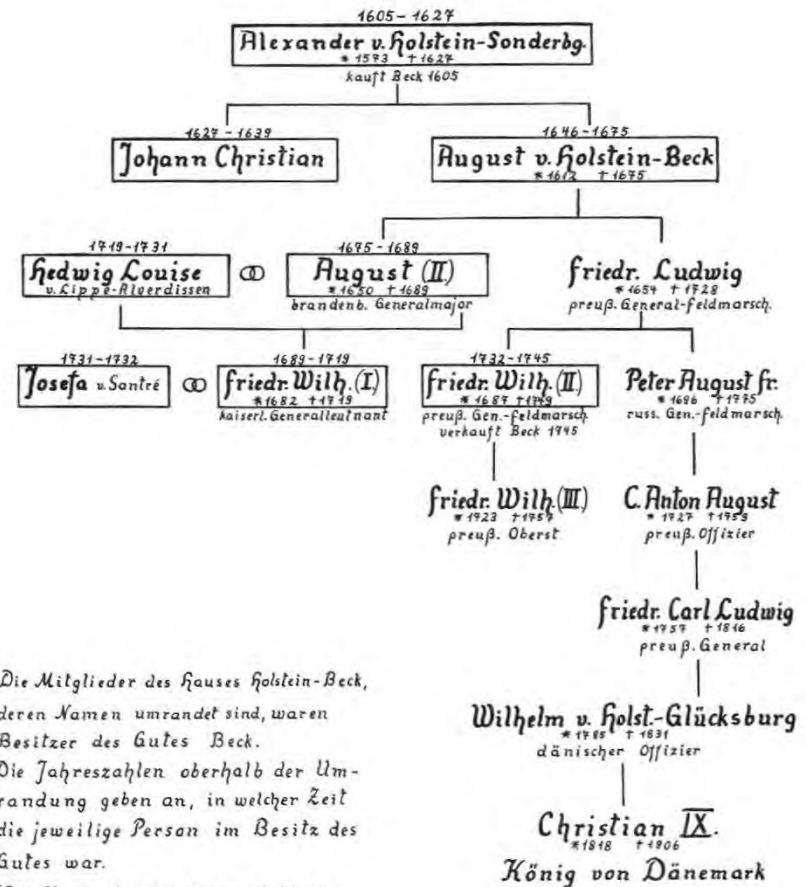 1605 – 1627
Alexander v. Holstein-Sonderbg.
* 1573 † 1627
kauft Beck 1605
1627 – 1639
Johann Christian
1646 – 1675
August v. Holstein-Beck
* 1612 † 1675
1719-1731
Hedwig Louise
v. Lippe-Alverdissen
1675 – 1689
August (II)
* 1650 † 1689
brandenb. Generalmajor
friedr. Ludwig
* 1654 † 1728
preuß. General-feldmarsch.
1731-1732
Josefa v. Santré
1689-1719
friedr. Wilh. (I)
* 1682 † 1719
kaiserl. Generalleutnant
1732-1745
friedr. Wilh. (II)
* 1687 † 1749
preuß. Gen.-feldmarsch.
verkauft Beck 1745
Peter August fr.
* 1696 † 1775
russ. Gen.-feldmarsch.
friedr. Wilh. (III)
* 1723 † 1757
preuß. Oberst
C. Anton August
* 1727 † 1759
preuß. Offizier
friedr. Carl Ludwig
* 1757 † 1816
preuß. General
Wilhelm v. Holst.-Glücksburg
* 1785 † 1831
dänischer Offizier
Christian IX.
* 1818 † 1906
König von Dänemark
Die Mitglieder des Hauses Holstein-Beck,
deren Namen umrandet sind, waren
Besitzer des Gutes Beck.
Die Jahreszahlen oberhalb der Um-
randung geben an, in welcher Zeit
die jeweilige Person im Besitz des
Gutes war.